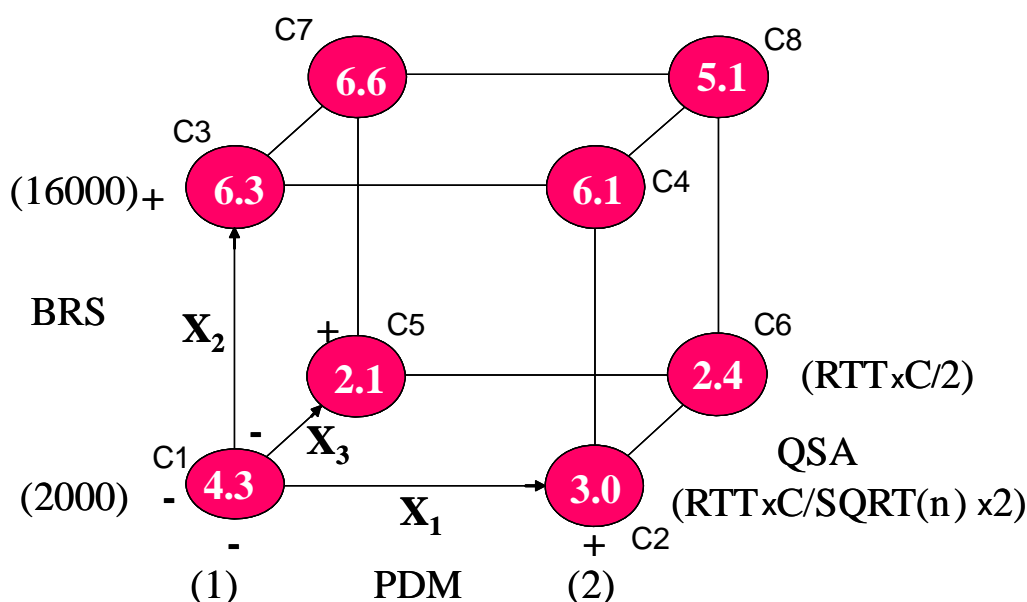 C7
C8
6.6
5.1
C3
6.3
6.1
C4
(16000) +
BRS
X2
+
C5
C6
2.1
2.4
(RTTxC/2)
-
X3
C1
QSA
(2000)
-
4.3
3.0
(RTTxC/SQRT(n) x2)
X1
C2
-
+
(1)
PDM
(2)